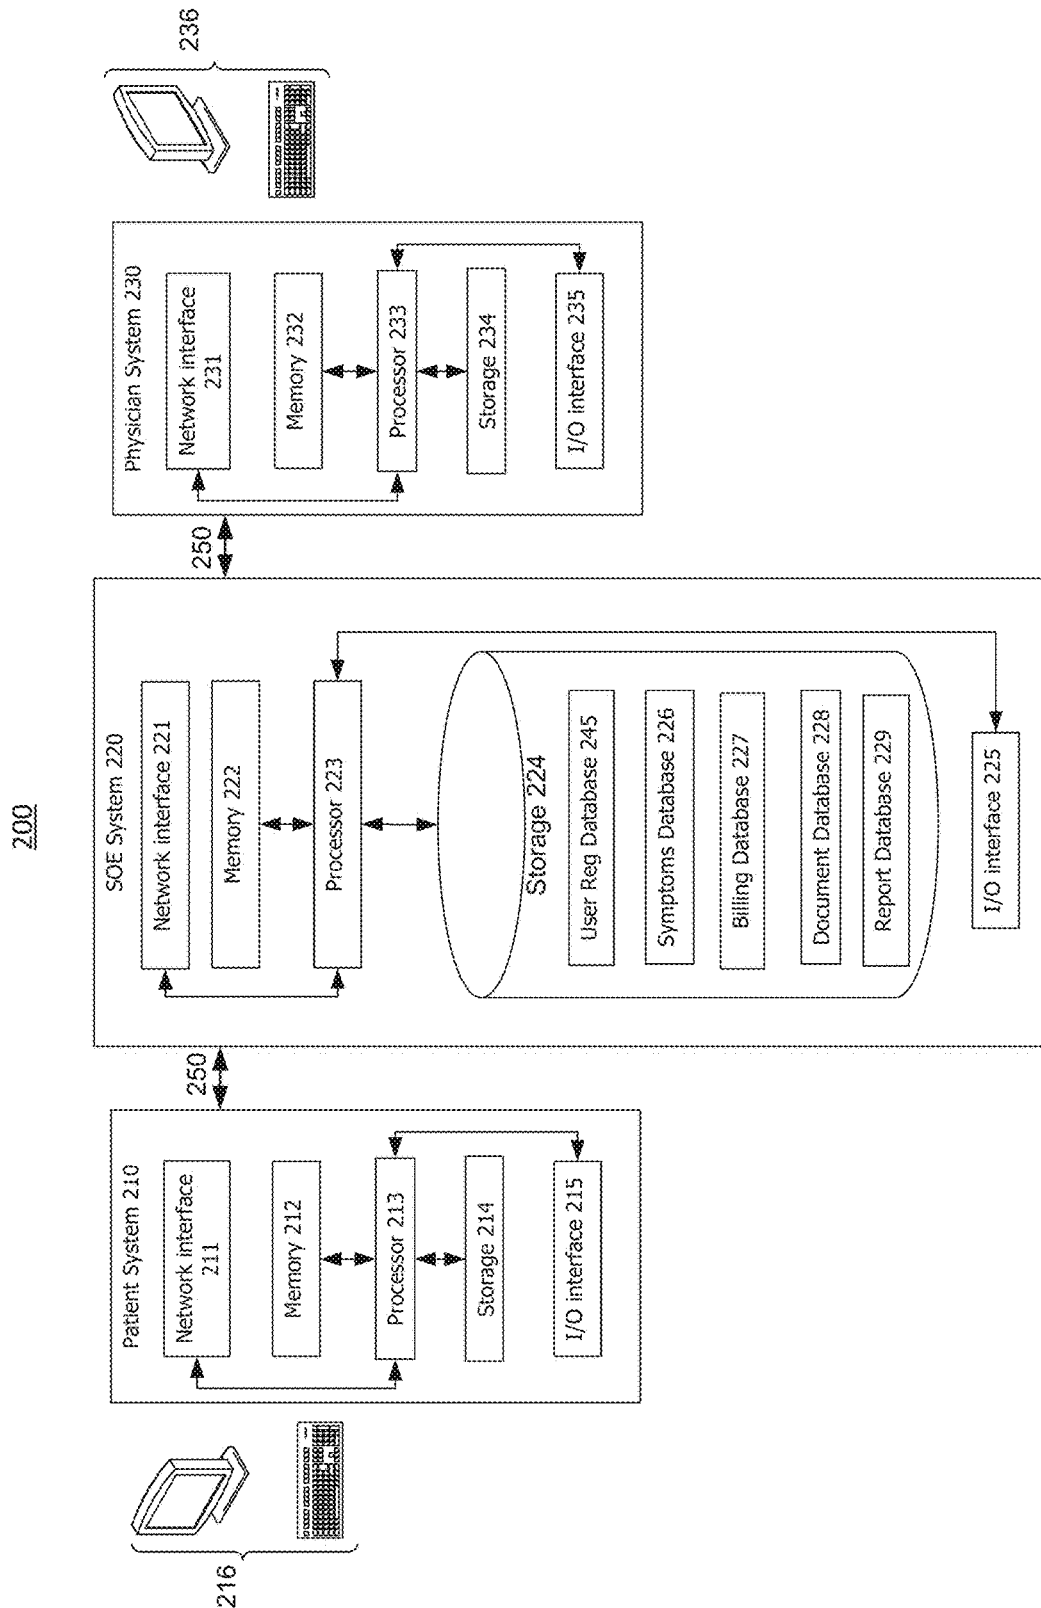 200
216
Patient System 210
Network interface
211
Memory 212
Processor 213
Storage 214
I/O interface 215
250
SOE System 220
Network interface 221
Memory 222
Processor 223
Storage 224
User Reg Database 245
Symptoms Database 226
Billing Database 227
Document Database 228
Report Database 229
I/O interface 225
250
Physician System 230
Network interface
231
Memory 232
Processor 233
Storage 234
I/O interface 235
236